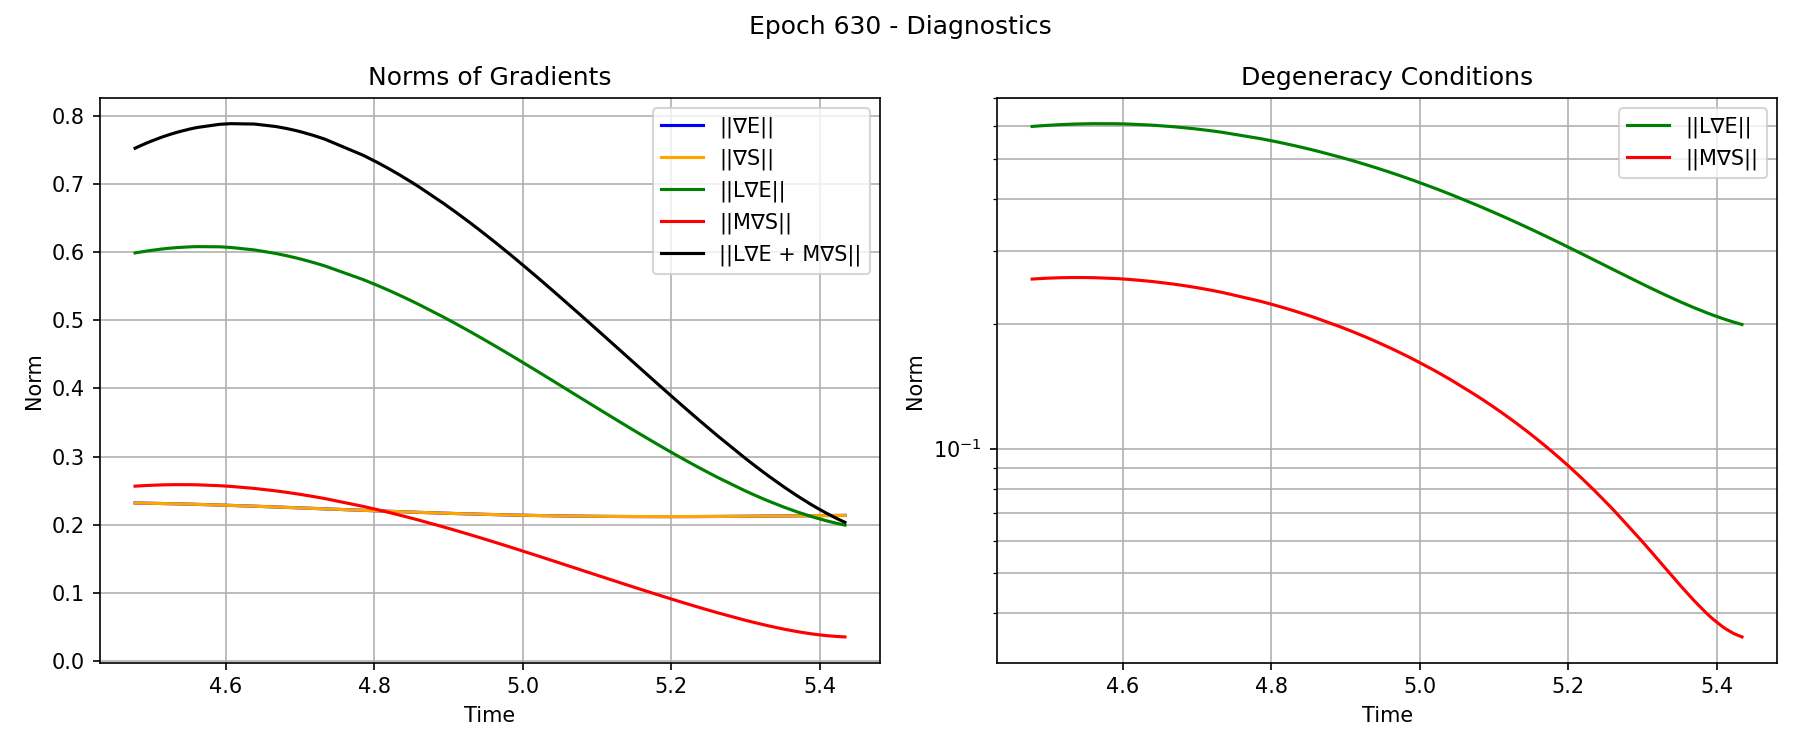 Epoch 630 - Diagnostics
Norms of Gradients
Norm
0.8
0.7
0.6
0.5
0.4
0.3
0.2
0.1
0.0
||∇E||
||∇S||
||L∇E||
||M∇S||
||L∇E + M∇S||
4.6
4.8
5.0
5.2
5.4
Time
Degeneracy Conditions
Norm
10⁻¹
||L∇E||
||M∇S||
4.6
4.8
5.0
5.2
5.4
Time